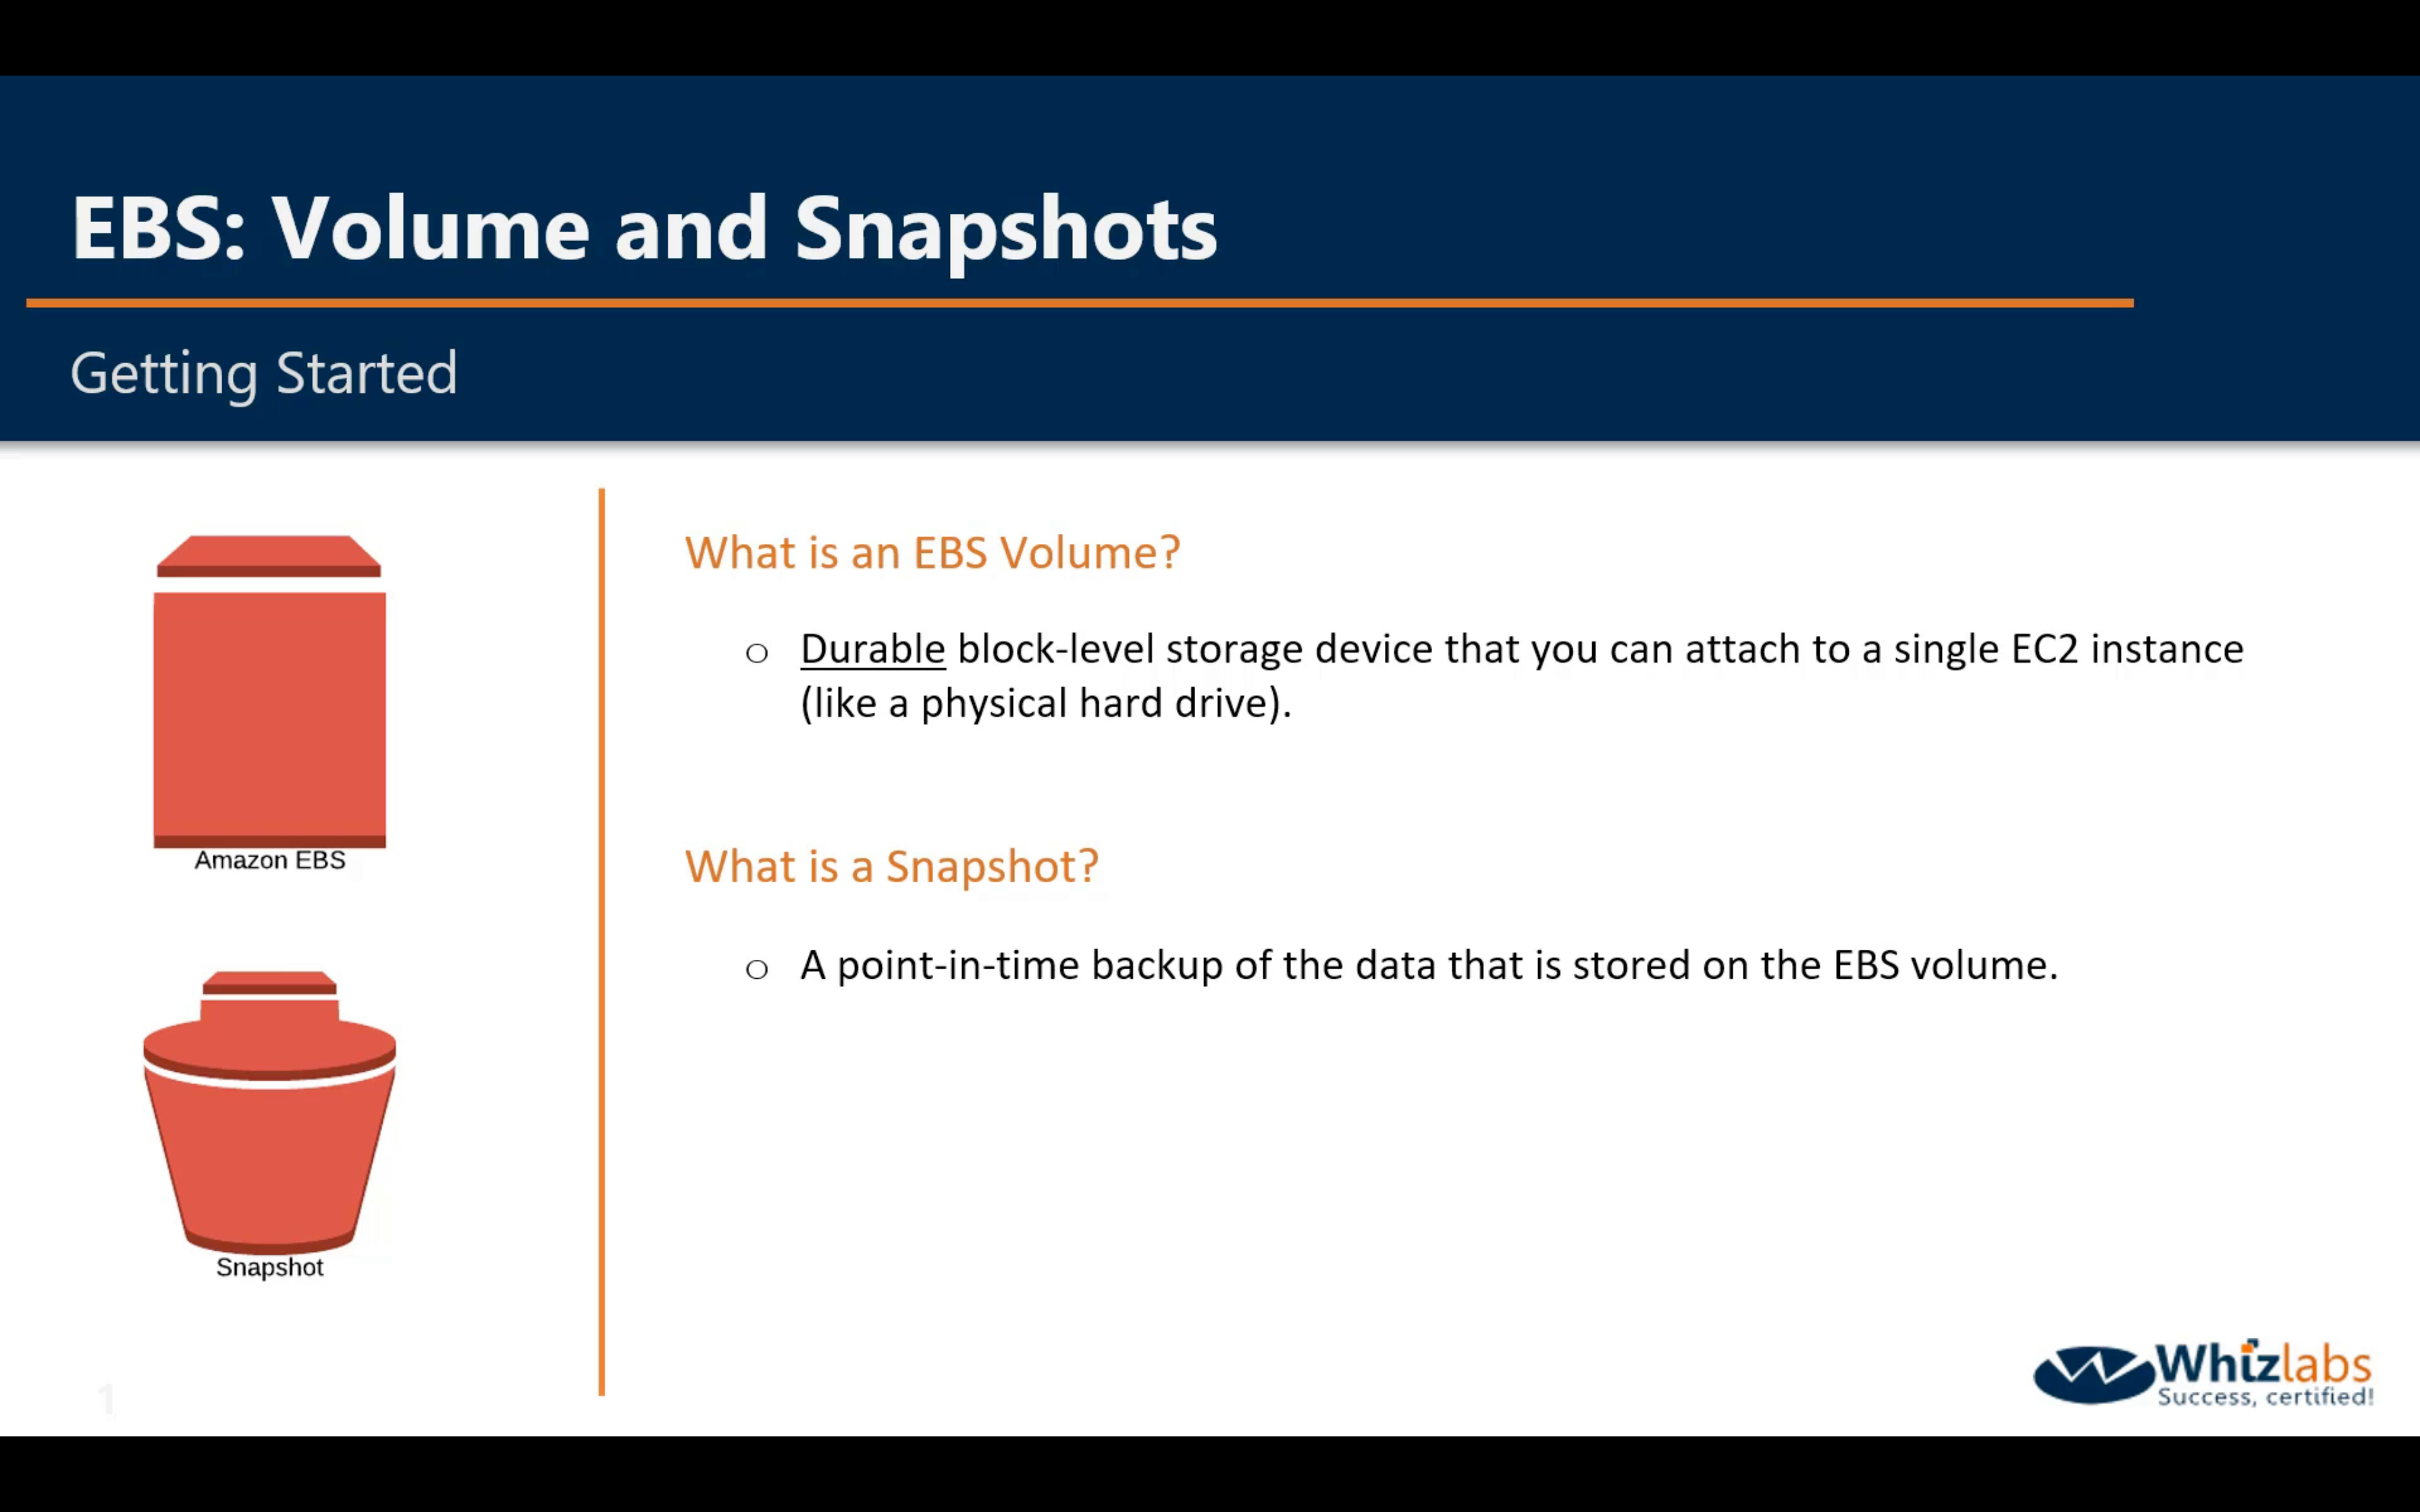 EBS: Volume and Snapshots
Getting Started
What is an EBS Volume?
o Durable block-level storage device that you can attach to a single EC2 instance
(like a physical hard drive).
Amazon EBS
What is a Snapshot?
o A point-in-time backup of the data that is stored on the EBS volume.
Snapshot
1
Whizlabs
Success, certified!